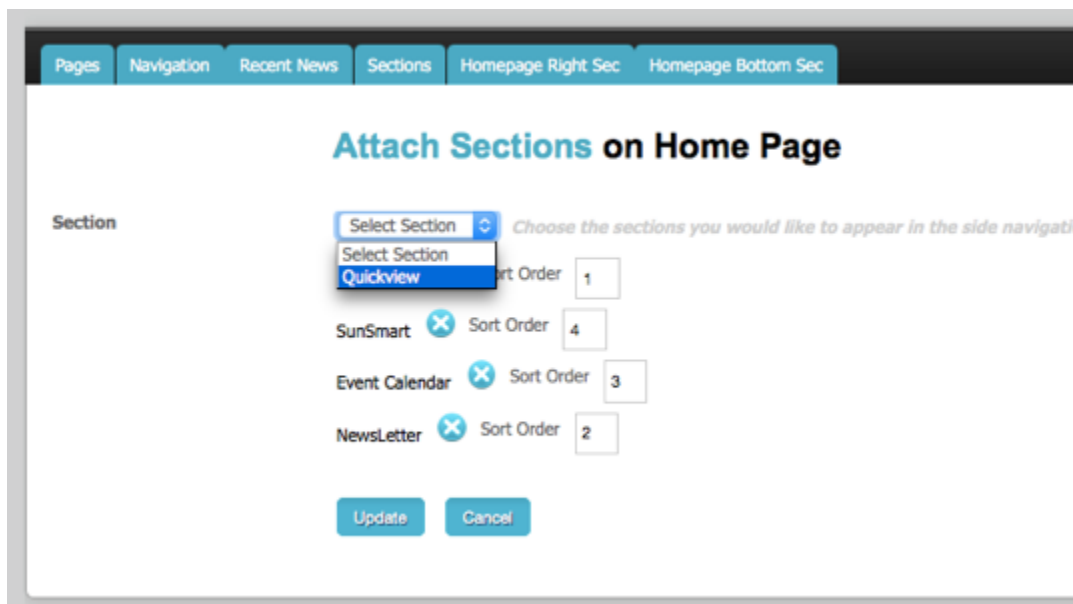 Pages Navigation Recent News Sections Homepage Right Sec Homepage Bottom Sec
Attach Sections on Home Page
Section Select Section Choose the sections you would like to appear in the side
Select Section
Quickview Order 1
SunSmart Sort Order 4
Event Calendar Sort Order 3
NewsLetter Sort Order 2
Update Cancel